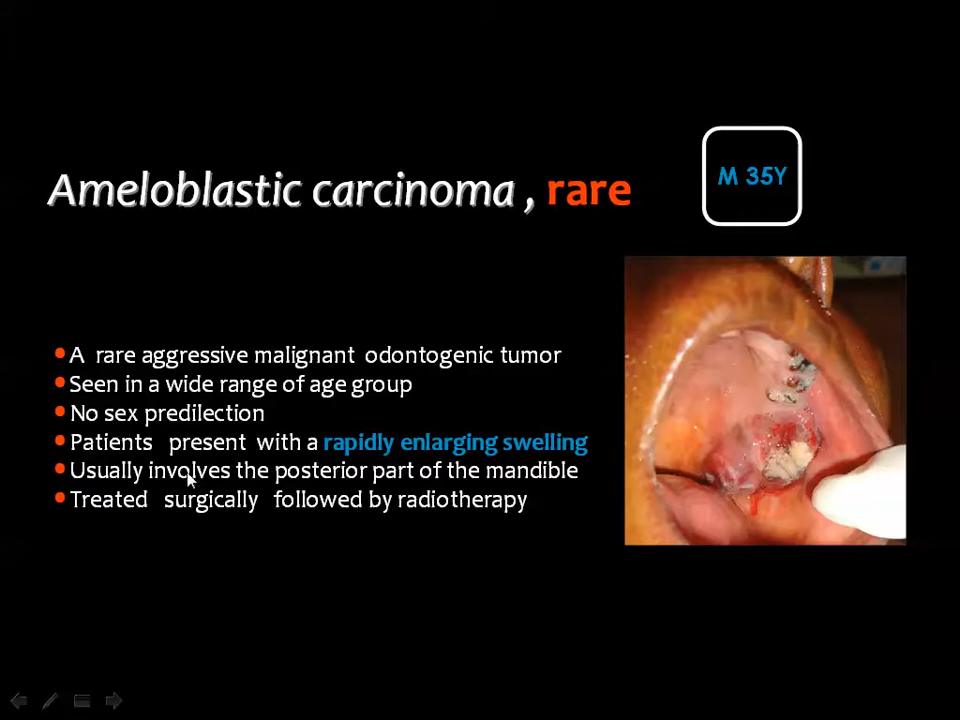 Ameloblastic carcinoma , rare
M 35Y
A rare aggressive malignant odontogenic tumor
Seen in a wide range of age group
No sex predilection
Patients present with a rapidly enlarging swelling
Usually involves the posterior part of the mandible
Treated surgically followed by radiotherapy